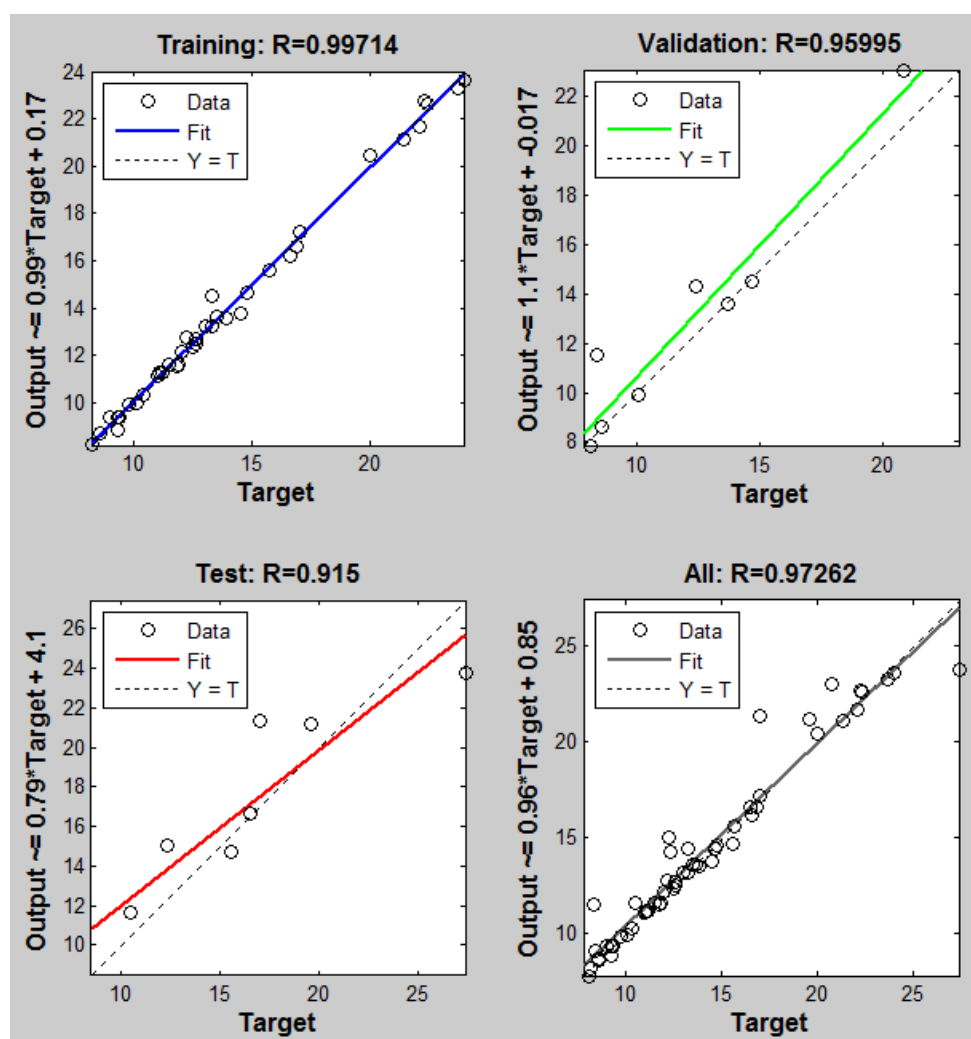 Training: R=0.99714
Output ~= 0.99*Target + 0.17
24
22
20
18
16
14
12
10
Data
Fit
Y = T
10
15
20
Target
Validation: R=0.95995
Output ~= 1.1*Target + -0.017
22
20
18
16
14
12
10
8
Data
Fit
Y = T
10
15
20
Target
Test: R=0.915
Output ~= 0.79*Target + 4.1
26
24
22
20
18
16
14
12
10
Data
Fit
Y = T
10
15
20
25
Target
All: R=0.97262
Output ~= 0.96*Target + 0.85
25
20
15
10
Data
Fit
Y = T
10
15
20
25
Target